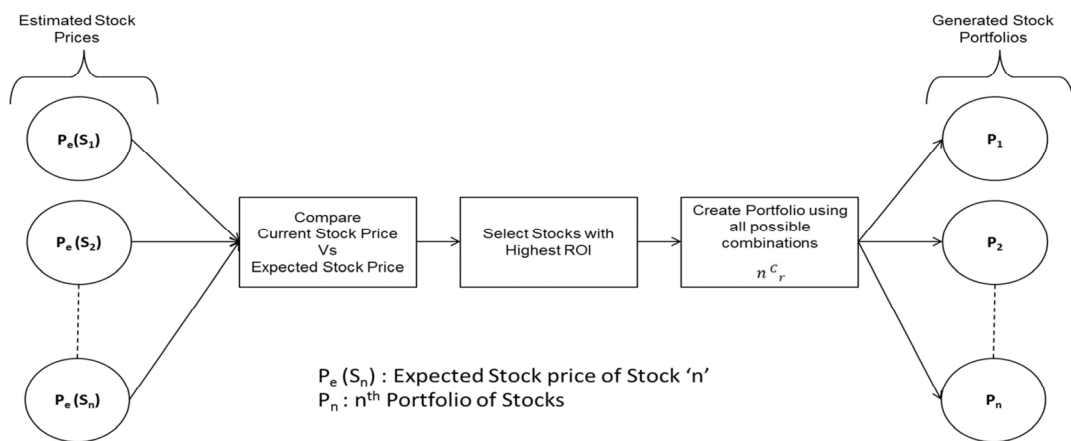 Estimated Stock
Prices
Generated Stock
Portfolios
Pₑ(S₁)
Pₑ(S₂)
Pₑ(Sₙ)
Compare
Current Stock Price
Vs
Expected Stock Price
Select Stocks with
Highest ROI
Create Portfolio using
all possible
combinations
n ᶜ ᵣ
P₁
P₂
Pₙ
Pₑ (Sₙ) : Expected Stock price of Stock ‘n’
Pₙ : nᵗʰ Portfolio of Stocks